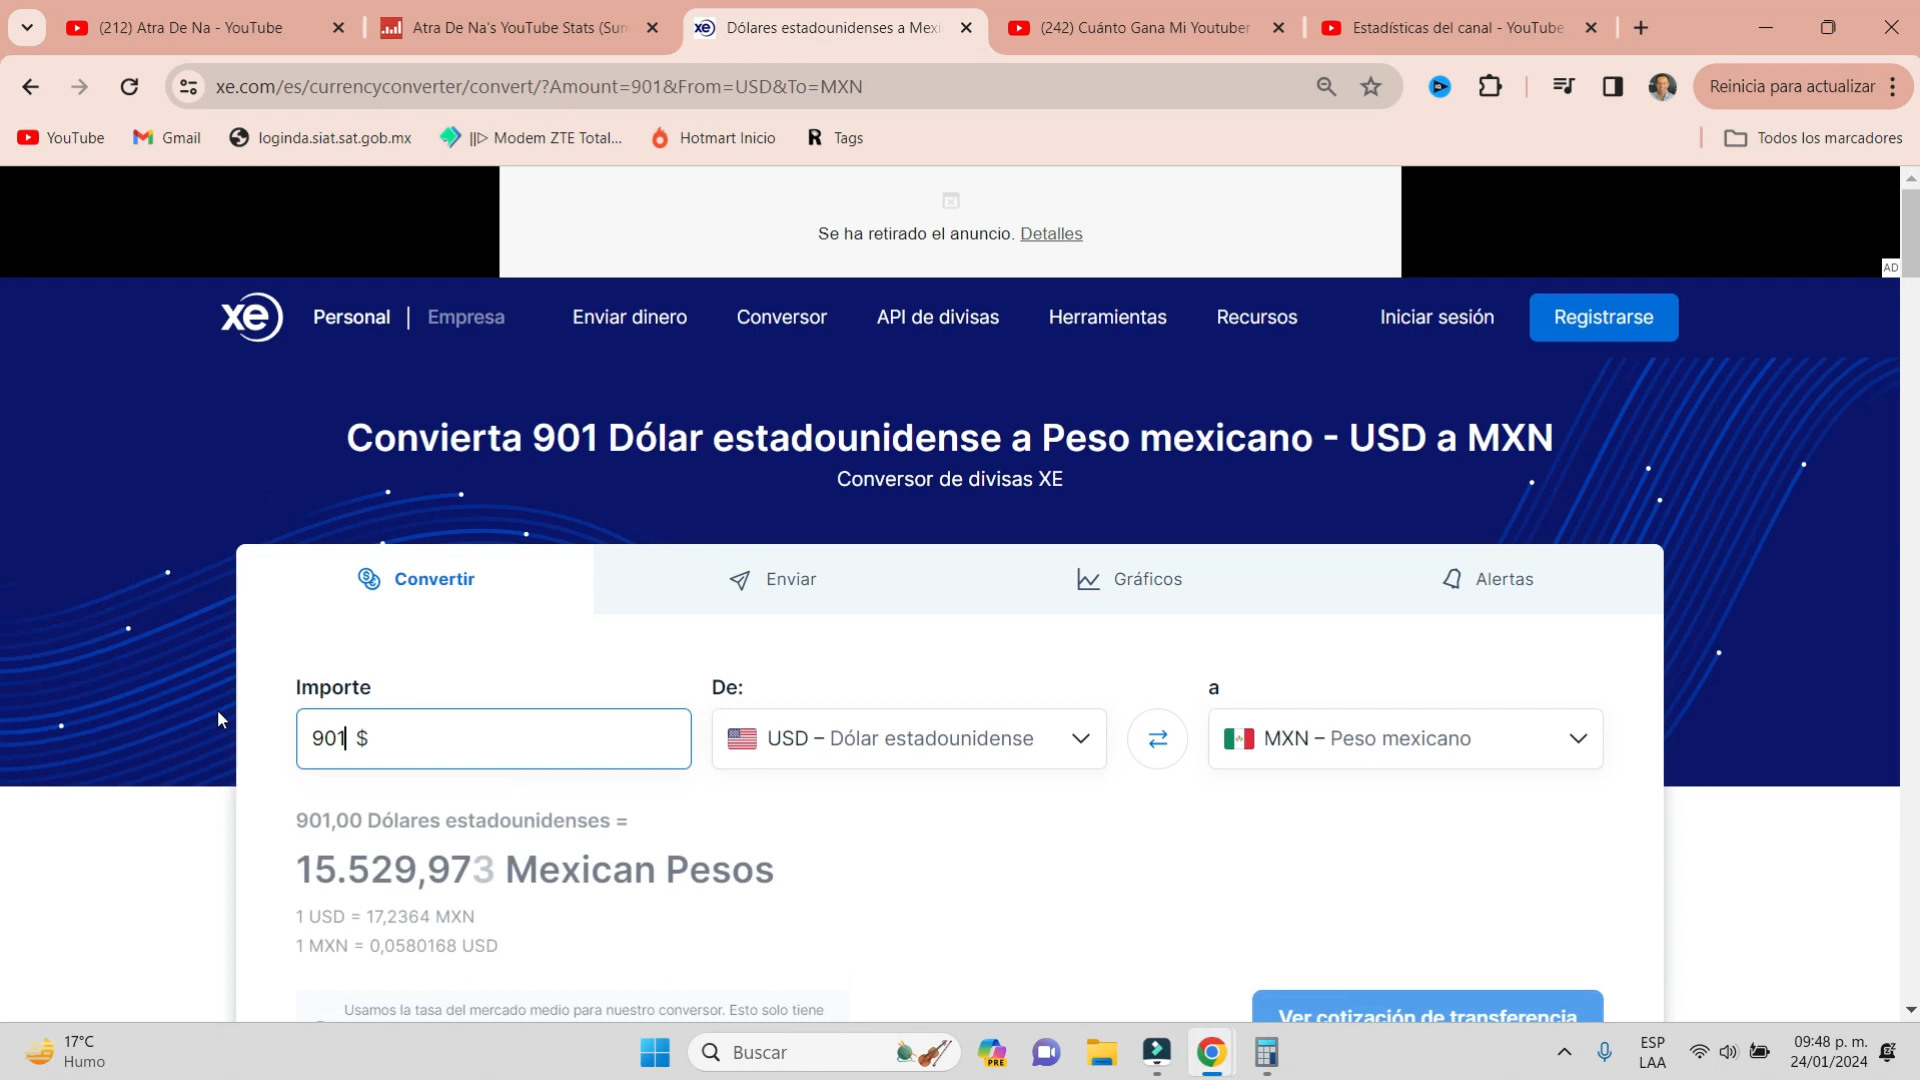 (212) Atra De Na - YouTube
Atra De Na's YouTube Stats (Sum
Dólares estadounidenses a Mexi
(242) Cuánto Gana Mi Youtuber
Estadísticas del canal - YouTube
xe.com/es/currencyconverter/convert/?Amount=901&From=USD&To=MXN
Reinicia para actualizar
YouTube
Gmail
loginda.siat.sat.gob.mx
||▷ Modem ZTE Total...
Hotmart Inicio
R Tags
Todos los marcadores
Se ha retirado el anuncio. Detalles
AD
xe
Personal | Empresa
Enviar dinero
Conversor
API de divisas
Herramientas
Recursos
Iniciar sesión
Registrarse
Convierta 901 Dólar estadounidense a Peso mexicano - USD a MXN
Conversor de divisas XE
Convertir
Enviar
Gráficos
Alertas
Importe
De:
a
901 $
USD – Dólar estadounidense
MXN – Peso mexicano
901,00 Dólares estadounidenses =
15.529,973 Mexican Pesos
1 USD = 17,2364 MXN
1 MXN = 0,0580168 USD
Usamos la tasa del mercado medio para nuestro conversor. Esto solo tiene
Ver cotización de transferencia
17°C
Humo
Buscar
PRE
ESP
LAA
09:48 p. m.
24/01/2024